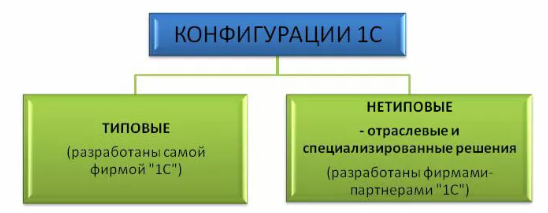 КОНФИГУРАЦИИ 1С
ТИПОВЫЕ
(разработаны самой
фирмой "1С")
НЕТИПОВЫЕ
- отраслевые и
специализированные решения
(разработаны фирмами-
партнерами "1С")